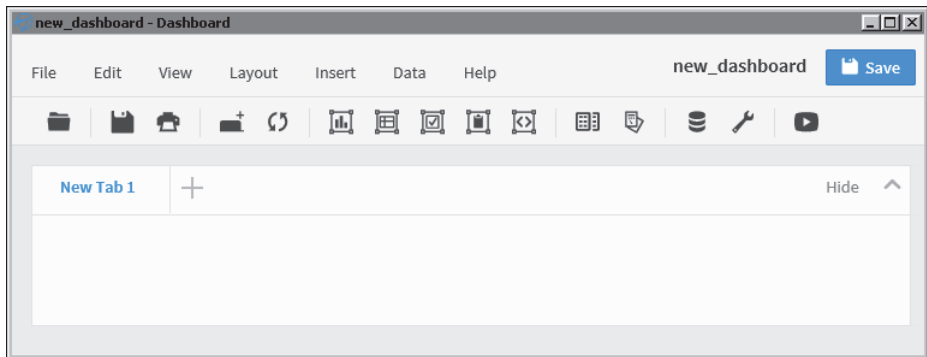 new_dashboard - Dashboard
File Edit View Layout Insert Data Help new_dashboard Save
New Tab 1 Hide